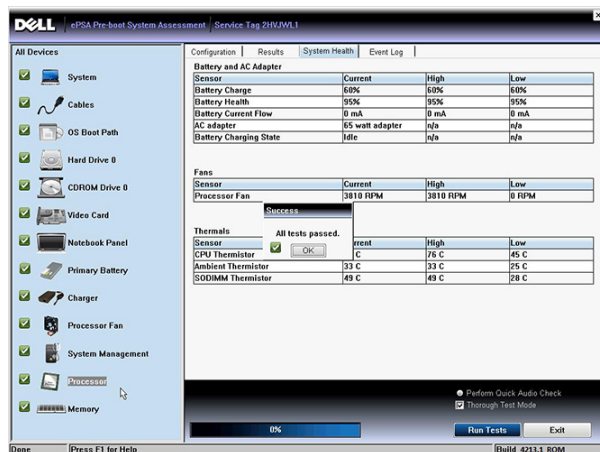 DELL ePSA Pre-boot System Assessment Service Tag 2HVJWL1
All Devices
System
Cables
OS Boot Path
Hard Drive 0
CDROM Drive 0
Video Card
Notebook Panel
Primary Battery
Charger
Processor Fan
System Management
Processor
Memory
Configuration Results System Health Event Log
Battery and AC Adapter
Sensor Current High Low
Battery Charge 60% 60% 60%
Battery Health 95% 95% 95%
Battery Current Flow 0 mA 0 mA 0 mA
AC adapter 65 watt adapter n/a n/a
Battery Charging State Idle n/a n/a
Fans
Sensor Current High Low
Processor Fan 3810 RPM 3810 RPM 0 RPM
Success
All tests passed.
OK
Thermals
Sensor High Low
CPU Thermistor C 76 C 45 C
Ambient Thermistor 33 C 33 C 25 C
SODIMM Thermistor 49 C 49 C 28 C
Perform Quick Audio Check
Thorough Test Mode
0% Run Tests Exit
Done Press F1 for Help Build 4213.1 ROM